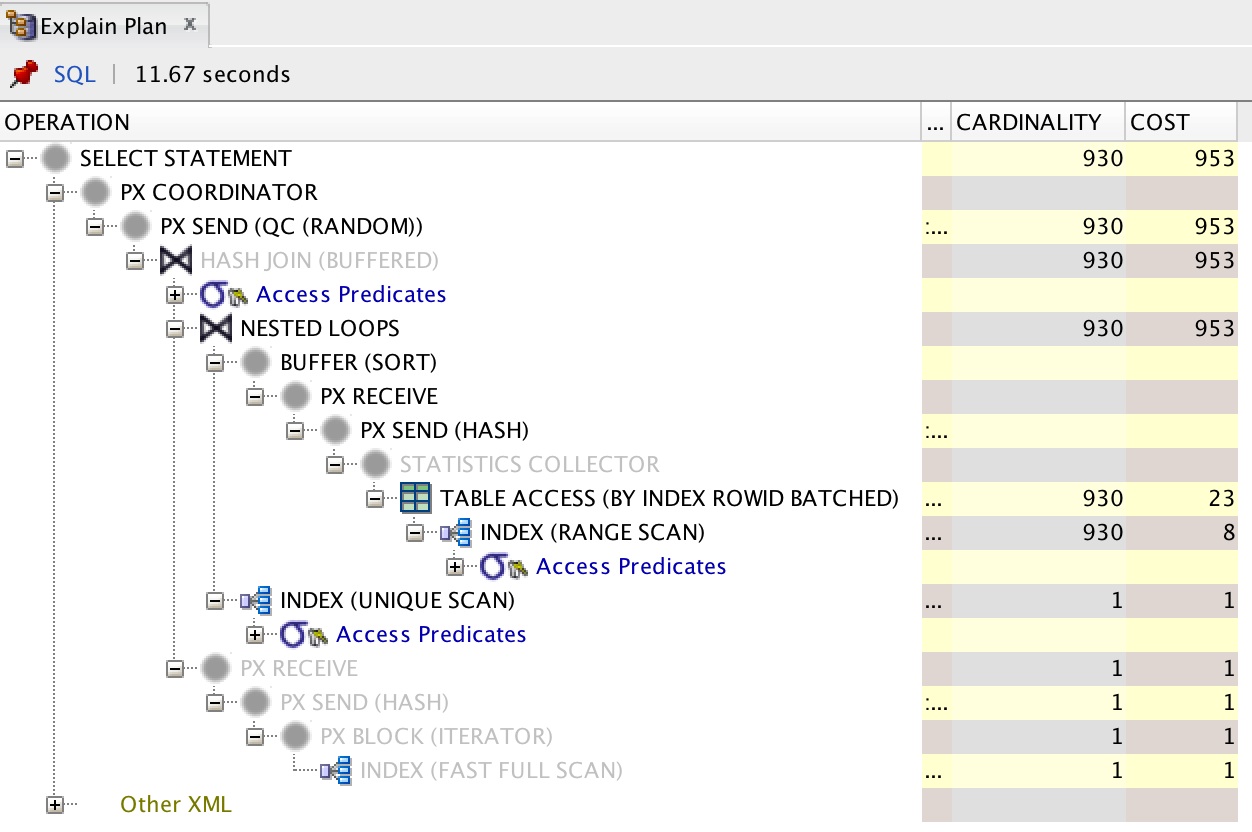 Explain Plan x
SQL | 11.67 seconds
OPERATION ... CARDINALITY COST
SELECT STATEMENT 930 953
PX COORDINATOR
PX SEND (QC (RANDOM)) :... 930 953
HASH JOIN (BUFFERED) 930 953
Access Predicates
NESTED LOOPS 930 953
BUFFER (SORT)
PX RECEIVE
PX SEND (HASH) :...
STATISTICS COLLECTOR
TABLE ACCESS (BY INDEX ROWID BATCHED) ... 930 23
INDEX (RANGE SCAN) ... 930 8
Access Predicates
INDEX (UNIQUE SCAN) ... 1 1
Access Predicates
PX RECEIVE 1 1
PX SEND (HASH) :... 1 1
PX BLOCK (ITERATOR) 1 1
INDEX (FAST FULL SCAN) ... 1 1
Other XML